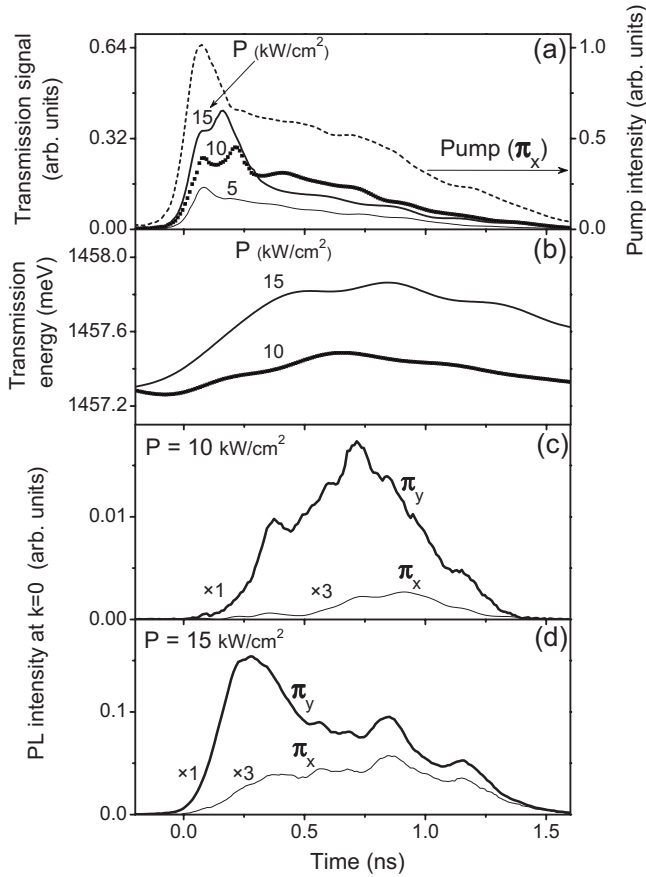 0.64
0.32
0.00
Transmission signal
(arb. units)
P (kW/cm²)
(a)
15
10
5
Pump (πₓ)
1.0
0.5
0.0
Pump intensity (arb. units)
1458.0
1457.6
1457.2
Transmission
energy (meV)
P (kW/cm²)
(b)
15
10
P = 10 kW/cm²
(c)
0.01
0.00
π_y
×1
×3
πₓ
PL intensity at k=0 (arb. units)
P = 15 kW/cm²
(d)
0.1
0.0
π_y
πₓ
×1
×3
0.0
0.5
1.0
1.5
Time (ns)